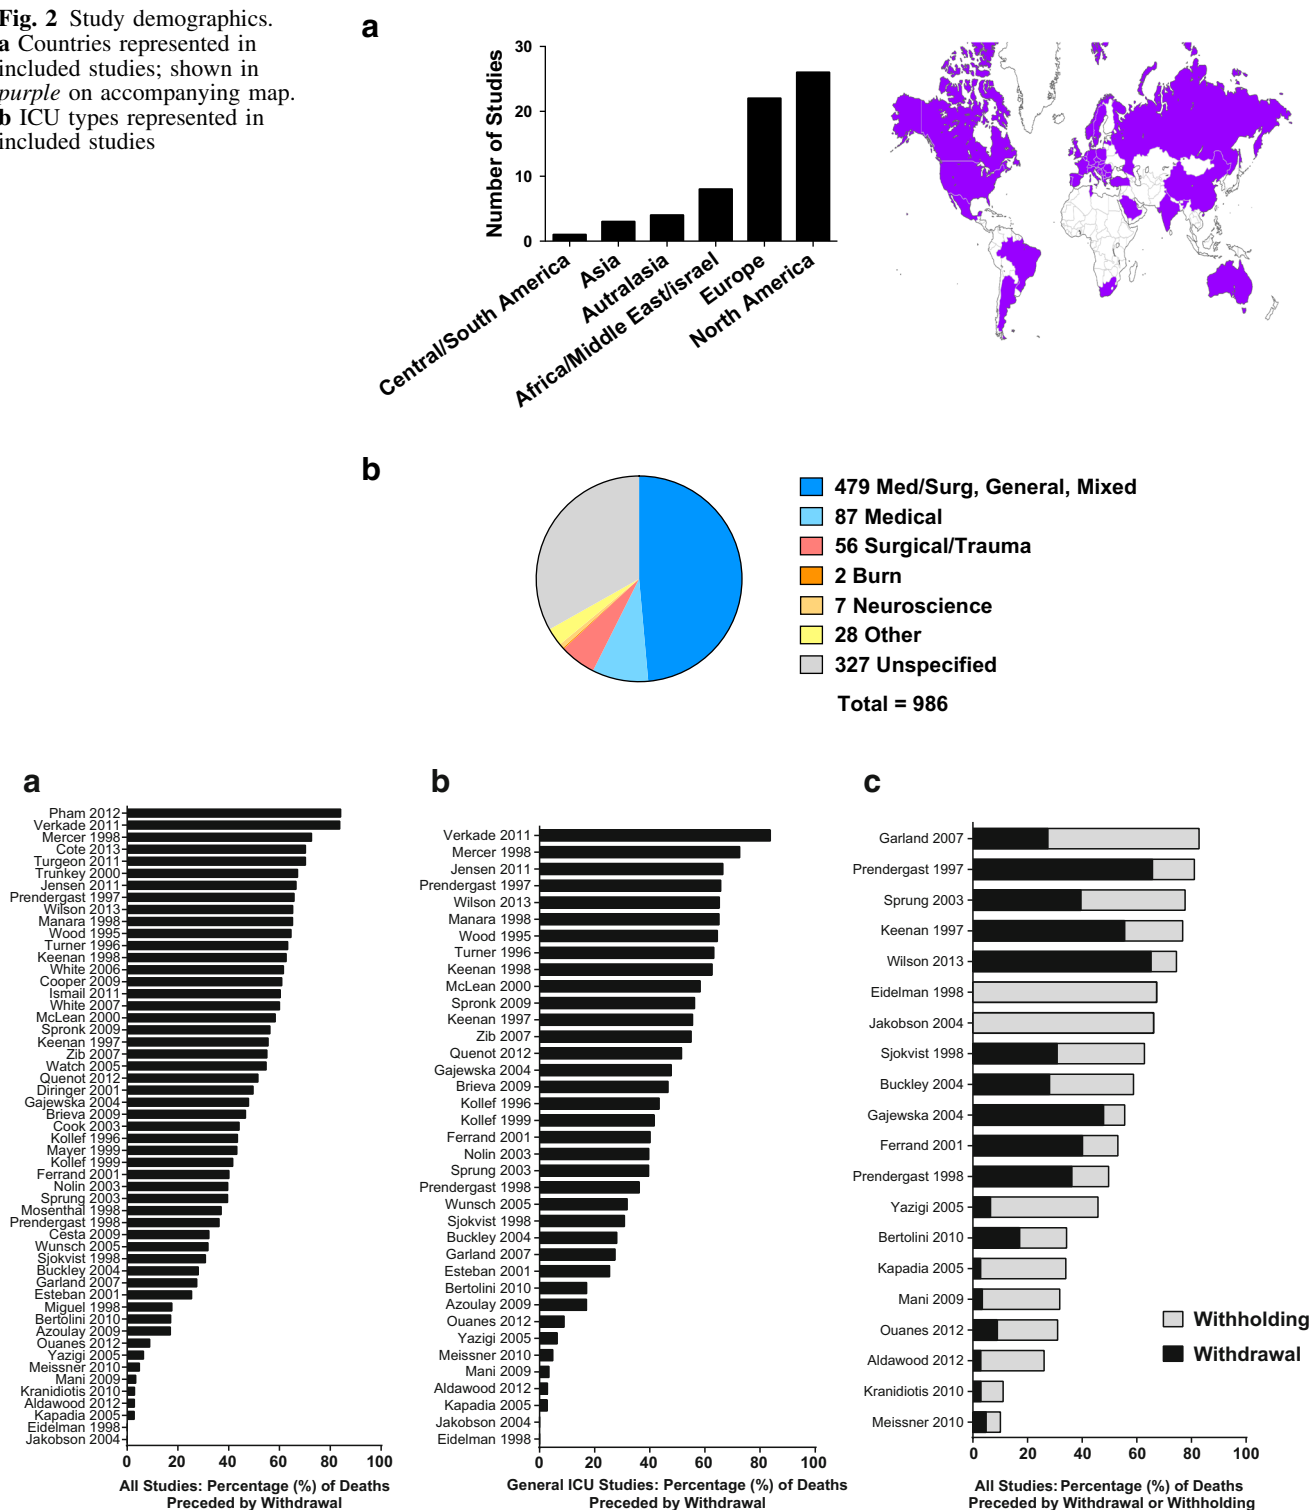 Fig. 2 Study demographics.
a Countries represented in
included studies; shown in
purple on accompanying map.
b ICU types represented in
included studies
a
Number of Studies
30
20
10
0
Central/South America
Asia
Autralasia
Africa/Middle East/israel
Europe
North America
b
479 Med/Surg, General, Mixed
87 Medical
56 Surgical/Trauma
2 Burn
7 Neuroscience
28 Other
327 Unspecified
Total = 986
a
Pham 2012
Verkade 2011
Mercer 1998
Cote 2013
Turgeon 2011
Trunkey 2000
Jensen 2011
Prendergast 1997
Wilson 2013
Manara 1998
Wood 1995
Turner 1996
Keenan 1998
White 2006
Cooper 2009
Ismail 2011
White 2007
McLean 2000
Spronk 2009
Keenan 1997
Zib 2007
Watch 2005
Quenot 2012
Diringer 2001
Gajewska 2004
Brieva 2009
Cook 2003
Kollef 1996
Mayer 1999
Kollef 1999
Ferrand 2001
Nolin 2003
Sprung 2003
Mosenthal 1998
Prendergast 1998
Cesta 2009
Wunsch 2005
Sjokvist 1998
Buckley 2004
Garland 2007
Esteban 2001
Miguel 1998
Bertolini 2010
Azoulay 2009
Ouanes 2012
Yazigi 2005
Meissner 2010
Mani 2009
Kranidiotis 2010
Aldawood 2012
Kapadia 2005
Eidelman 1998
Jakobson 2004
0 20 40 60 80 100
All Studies: Percentage (%) of Deaths
Preceded by Withdrawal
b
Verkade 2011
Mercer 1998
Jensen 2011
Prendergast 1997
Wilson 2013
Manara 1998
Wood 1995
Turner 1996
Keenan 1998
McLean 2000
Spronk 2009
Keenan 1997
Zib 2007
Quenot 2012
Gajewska 2004
Brieva 2009
Kollef 1996
Kollef 1999
Ferrand 2001
Nolin 2003
Sprung 2003
Prendergast 1998
Wunsch 2005
Sjokvist 1998
Buckley 2004
Garland 2007
Esteban 2001
Bertolini 2010
Azoulay 2009
Ouanes 2012
Yazigi 2005
Meissner 2010
Mani 2009
Aldawood 2012
Kapadia 2005
Jakobson 2004
Eidelman 1998
0 20 40 60 80 100
General ICU Studies: Percentage (%) of Deaths
Preceded by Withdrawal
c
Garland 2007
Prendergast 1997
Sprung 2003
Keenan 1997
Wilson 2013
Eidelman 1998
Jakobson 2004
Sjokvist 1998
Buckley 2004
Gajewska 2004
Ferrand 2001
Prendergast 1998
Yazigi 2005
Bertolini 2010
Kapadia 2005
Mani 2009
Ouanes 2012
Aldawood 2012
Kranidiotis 2010
Meissner 2010
Withholding
Withdrawal
0 20 40 60 80 100
All Studies: Percentage (%) of Deaths
Preceded by Withdrawal or Withholding